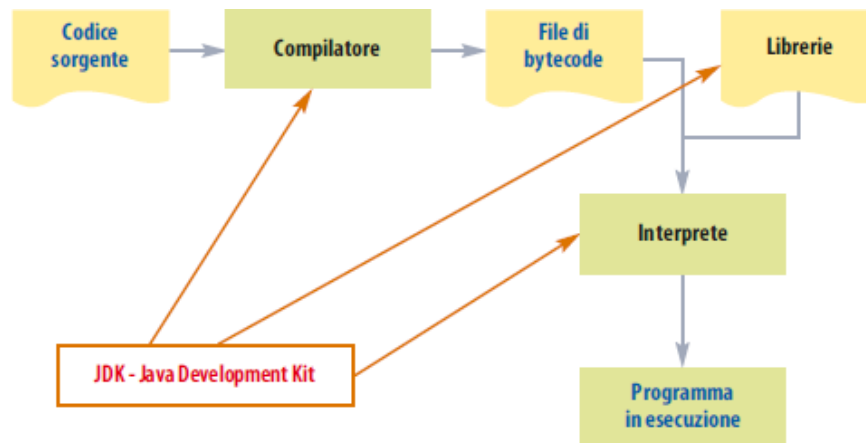 Codice
sorgente
Compilatore
File di
bytecode
Librerie
Interprete
JDK - Java Development Kit
Programma
in esecuzione